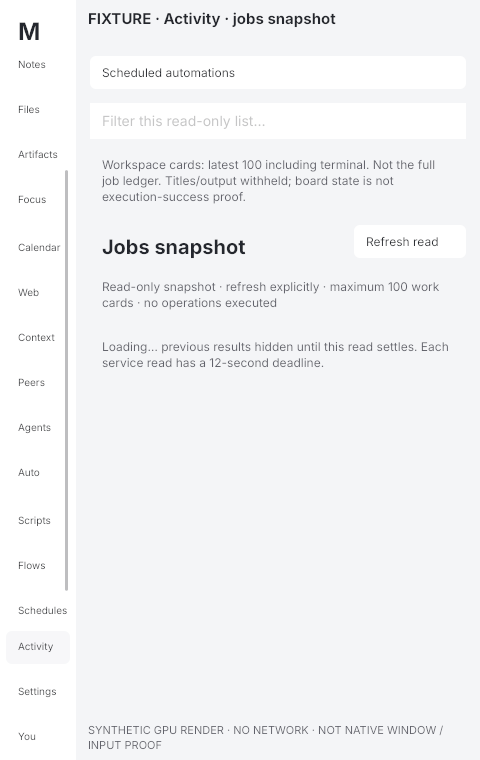 M
Notes
Files
Artifacts
Focus
Calendar
Web
Context
Peers
Agents
Auto
Scripts
Flows
Schedules
Activity
Settings
You
FIXTURE · Activity · jobs snapshot
Scheduled automations
Filter this read-only list...
Workspace cards: latest 100 including terminal. Not the full
job ledger. Titles/output withheld; board state is not
execution-success proof.
Jobs snapshot
Refresh read
Read-only snapshot · refresh explicitly · maximum 100 work
cards · no operations executed
Loading... previous results hidden until this read settles. Each
service read has a 12-second deadline.
SYNTHETIC GPU RENDER · NO NETWORK · NOT NATIVE WINDOW /
INPUT PROOF